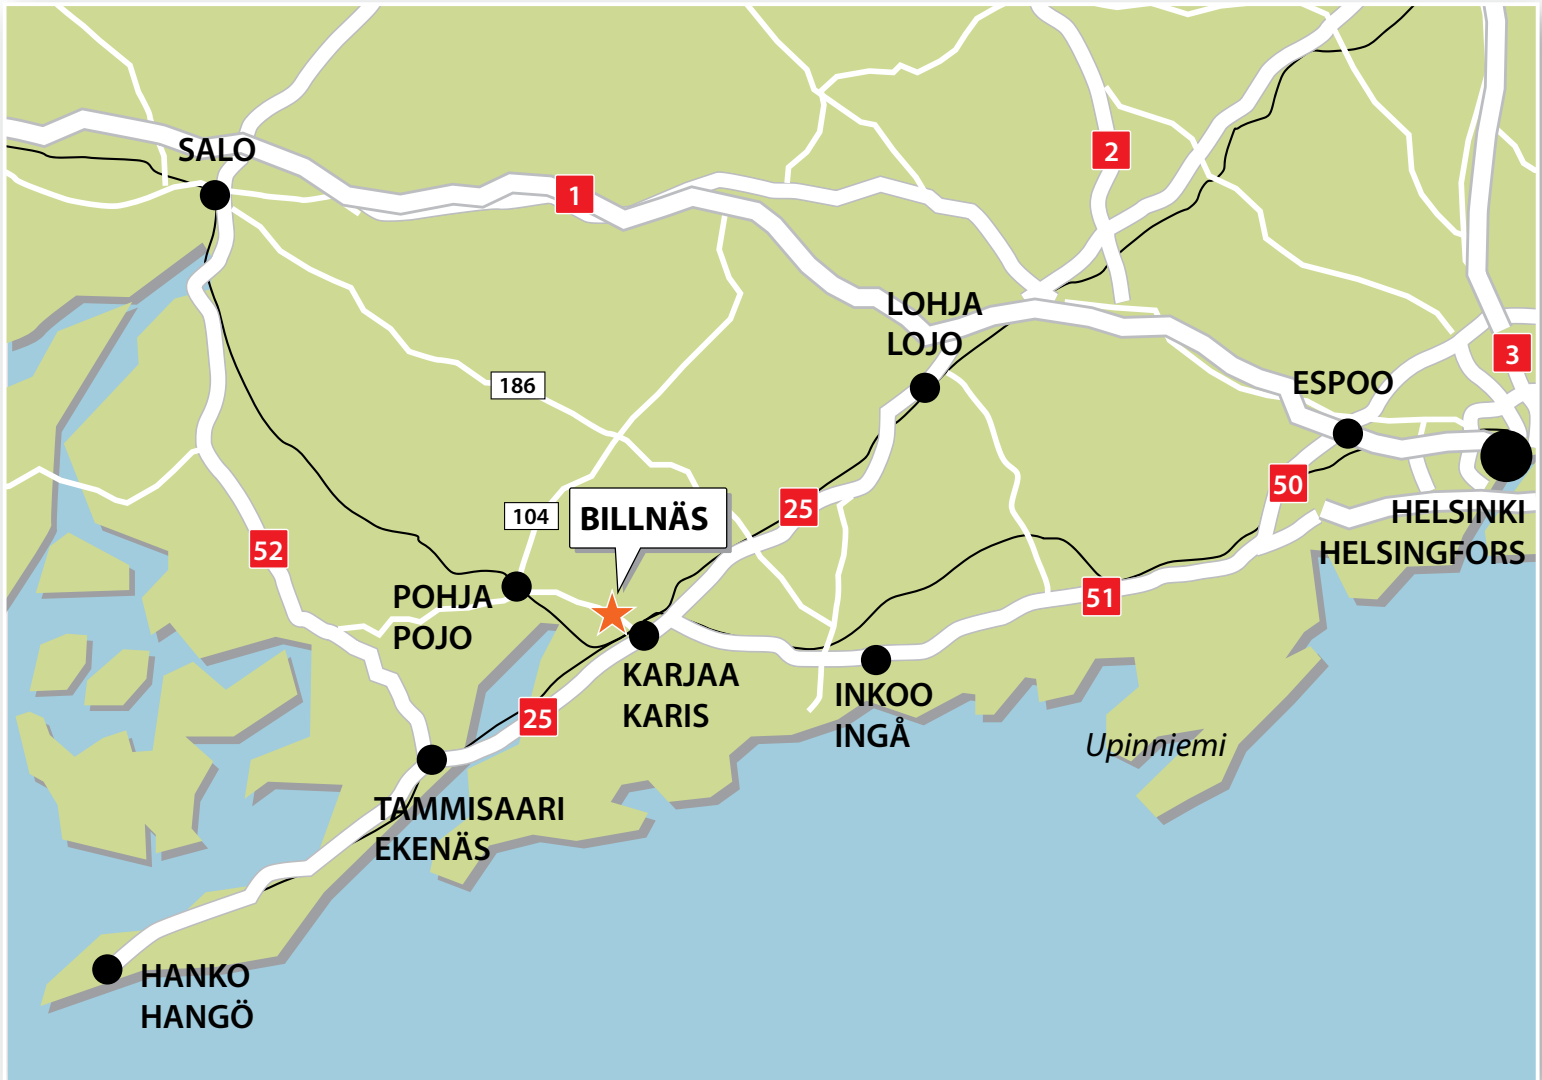 2
SALO
1
LOHJA
LOJO
3
ESPOO
186
50
25
104
BILLNÄS
HELSINKI
HELSINGFORS
52
POHJA
POJO
51
KARJAA
KARIS
INKOO
INGÅ
25
Upinniemi
TAMMISAARI
EKENÄS
HANKO
HANGÖ